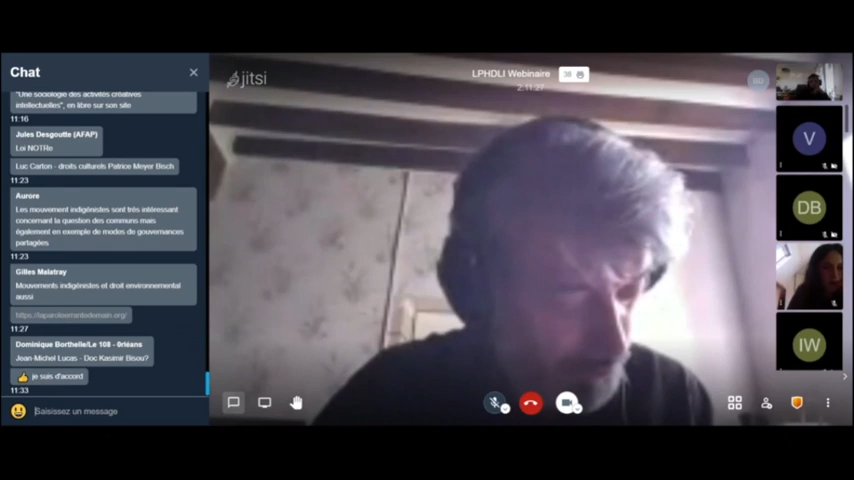 Chat
"Une sociologie des activités créatives
intellectuelles", en libre sur son site
11:16
Jules Desgoutte (AFAP)
Loi NOTRe
Luc Carton - droits culturels Patrice Meyer Bisch
11:23
Aurore
Les mouvement indigénistes sont très intéressant
concernant la question des communs mais
également en exemple de modes de gouvernances
partagées
11:23
Gilles Malatray
Mouvements indigénistes et droit environnemental
aussi
https://laparoleerrantedemain.org/
11:27
Dominique Borthelle/Le 108 - Orléans
Jean-Michel Lucas - Doc Kasimir Bisou?
je suis d'accord
11:33
Saisissez un message
jitsi
LPHDLI Webinaire
38
2:11:27
BD
V
DB
IW